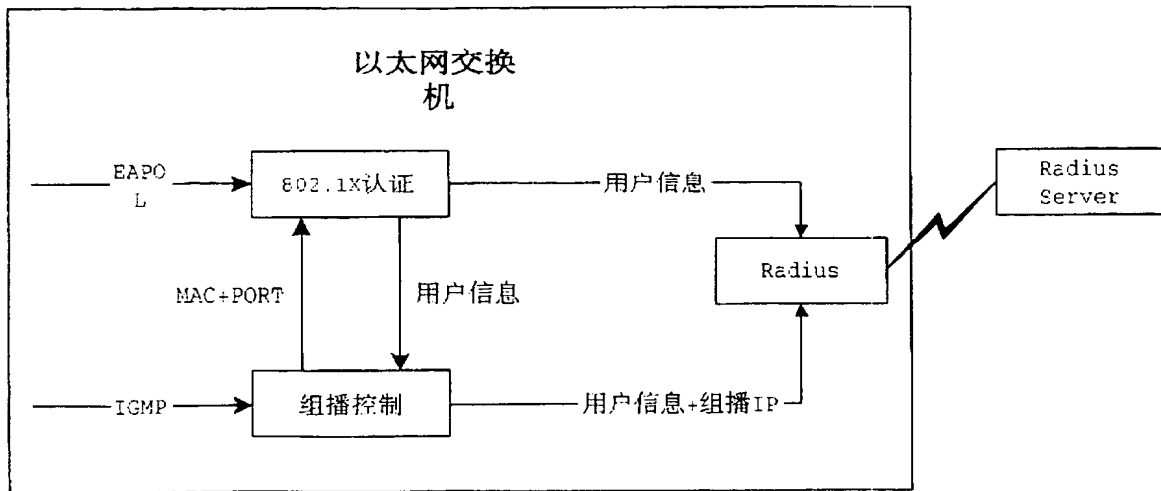 以太网交换
机
EAPO
L
802.1X认证
用户信息
Radius
Server
Radius
MAC+PORT
用户信息
IGMP
组播控制
用户信息+组播IP